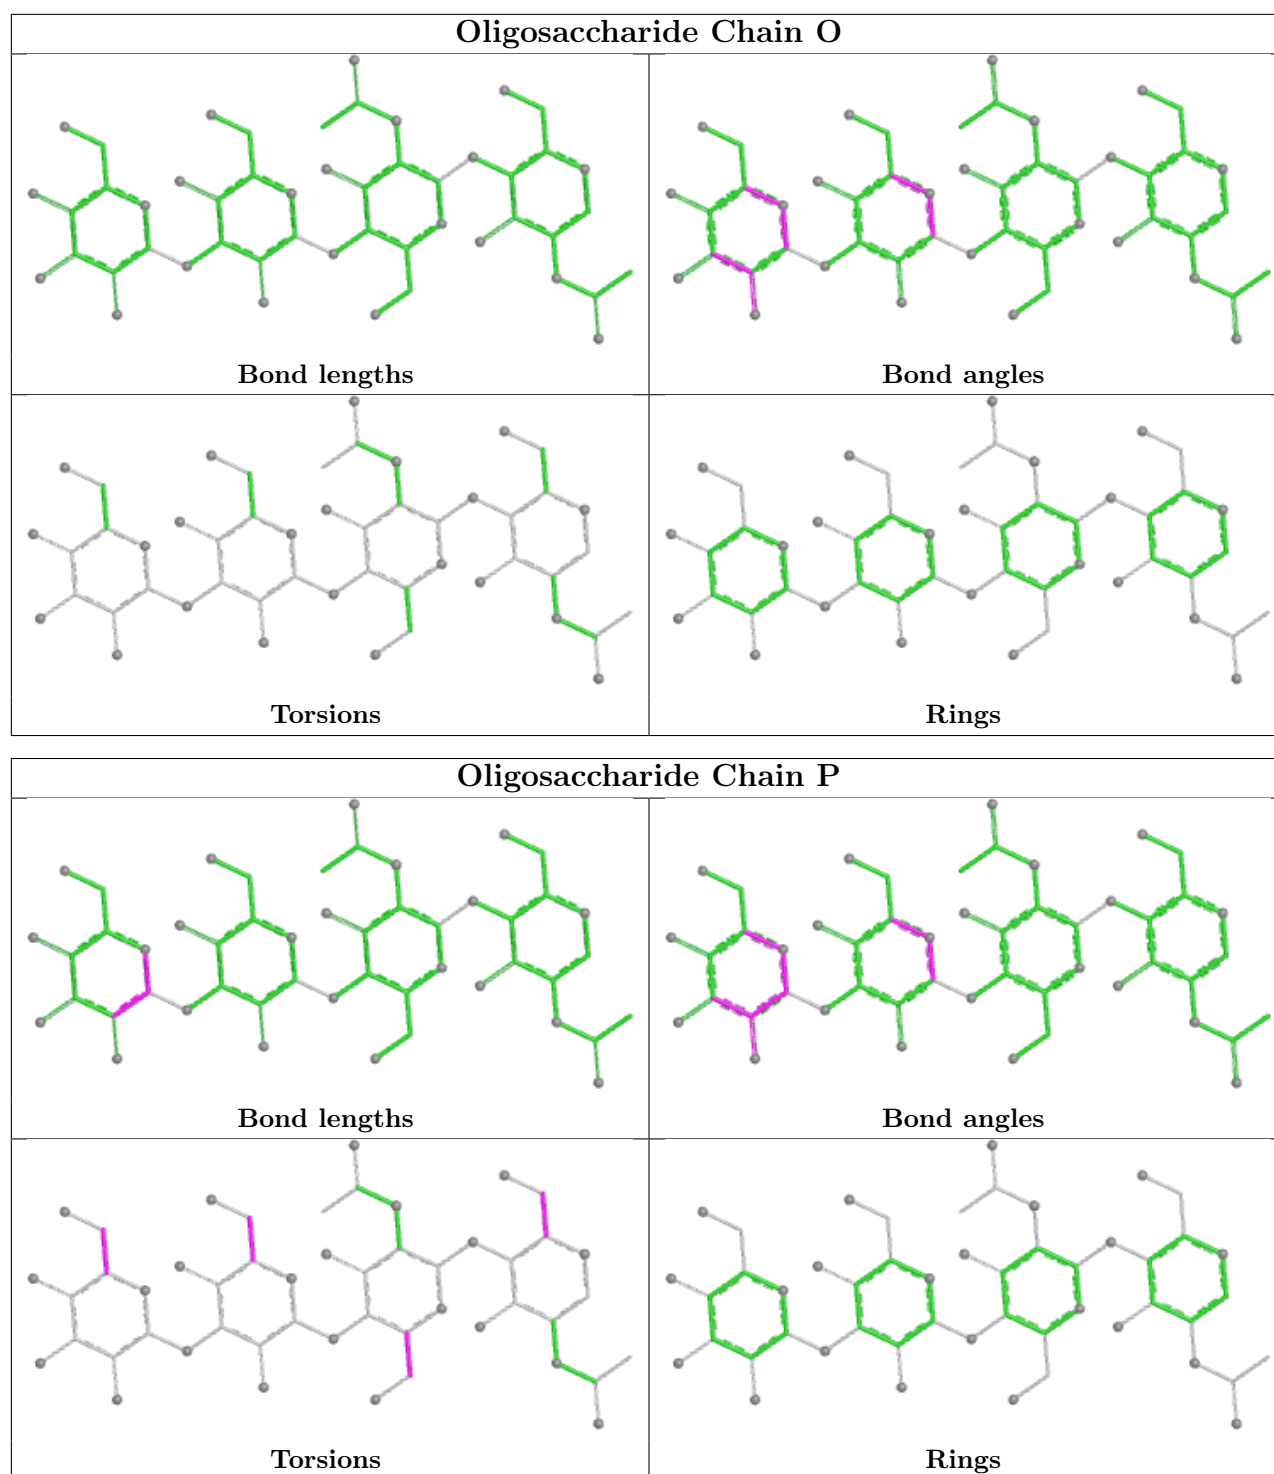 Oligosaccharide Chain O
Bond lengths
Bond angles
Torsions
Rings
Oligosaccharide Chain P
Bond lengths
Bond angles
Torsions
Rings